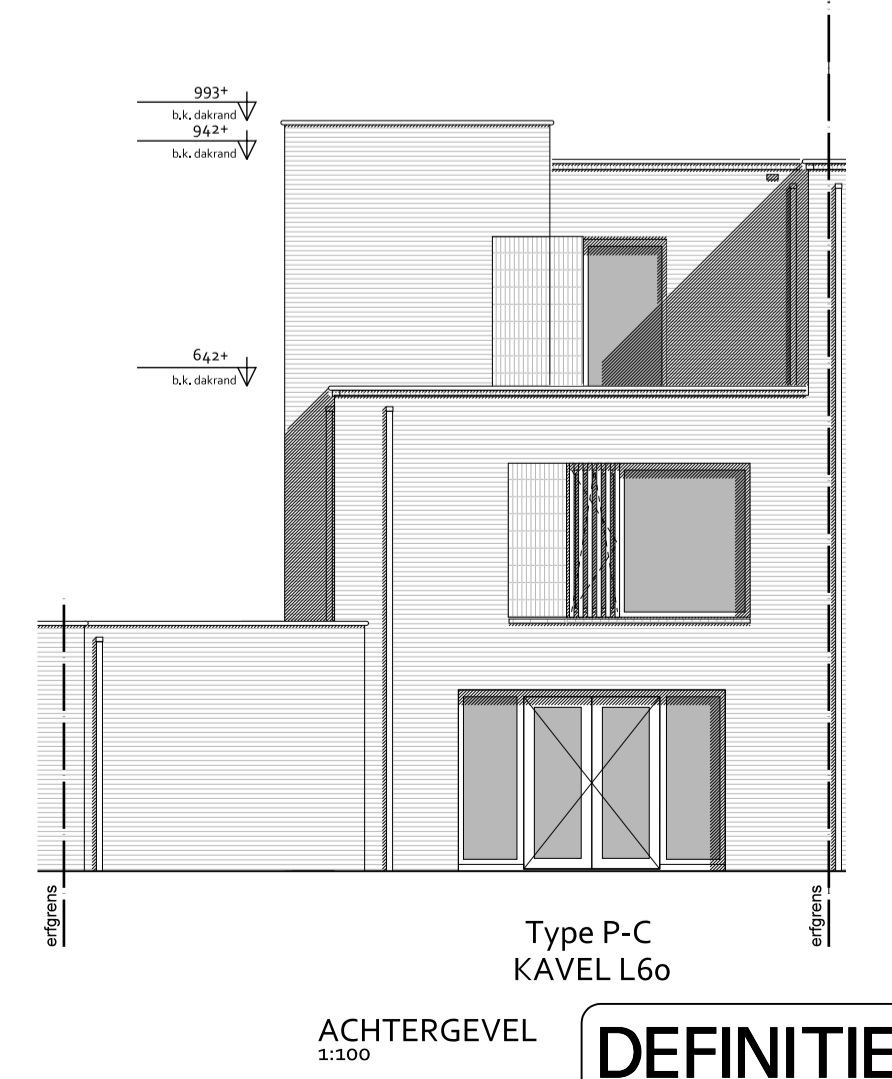 993+
b.k. dakrand
942+
b.k. dakrand
642+
b.k. dakrand
erfgrens
erfgrens
Type P-C
KAVEL L60
ACHTERGEVEL
1:100
DEFINITIE